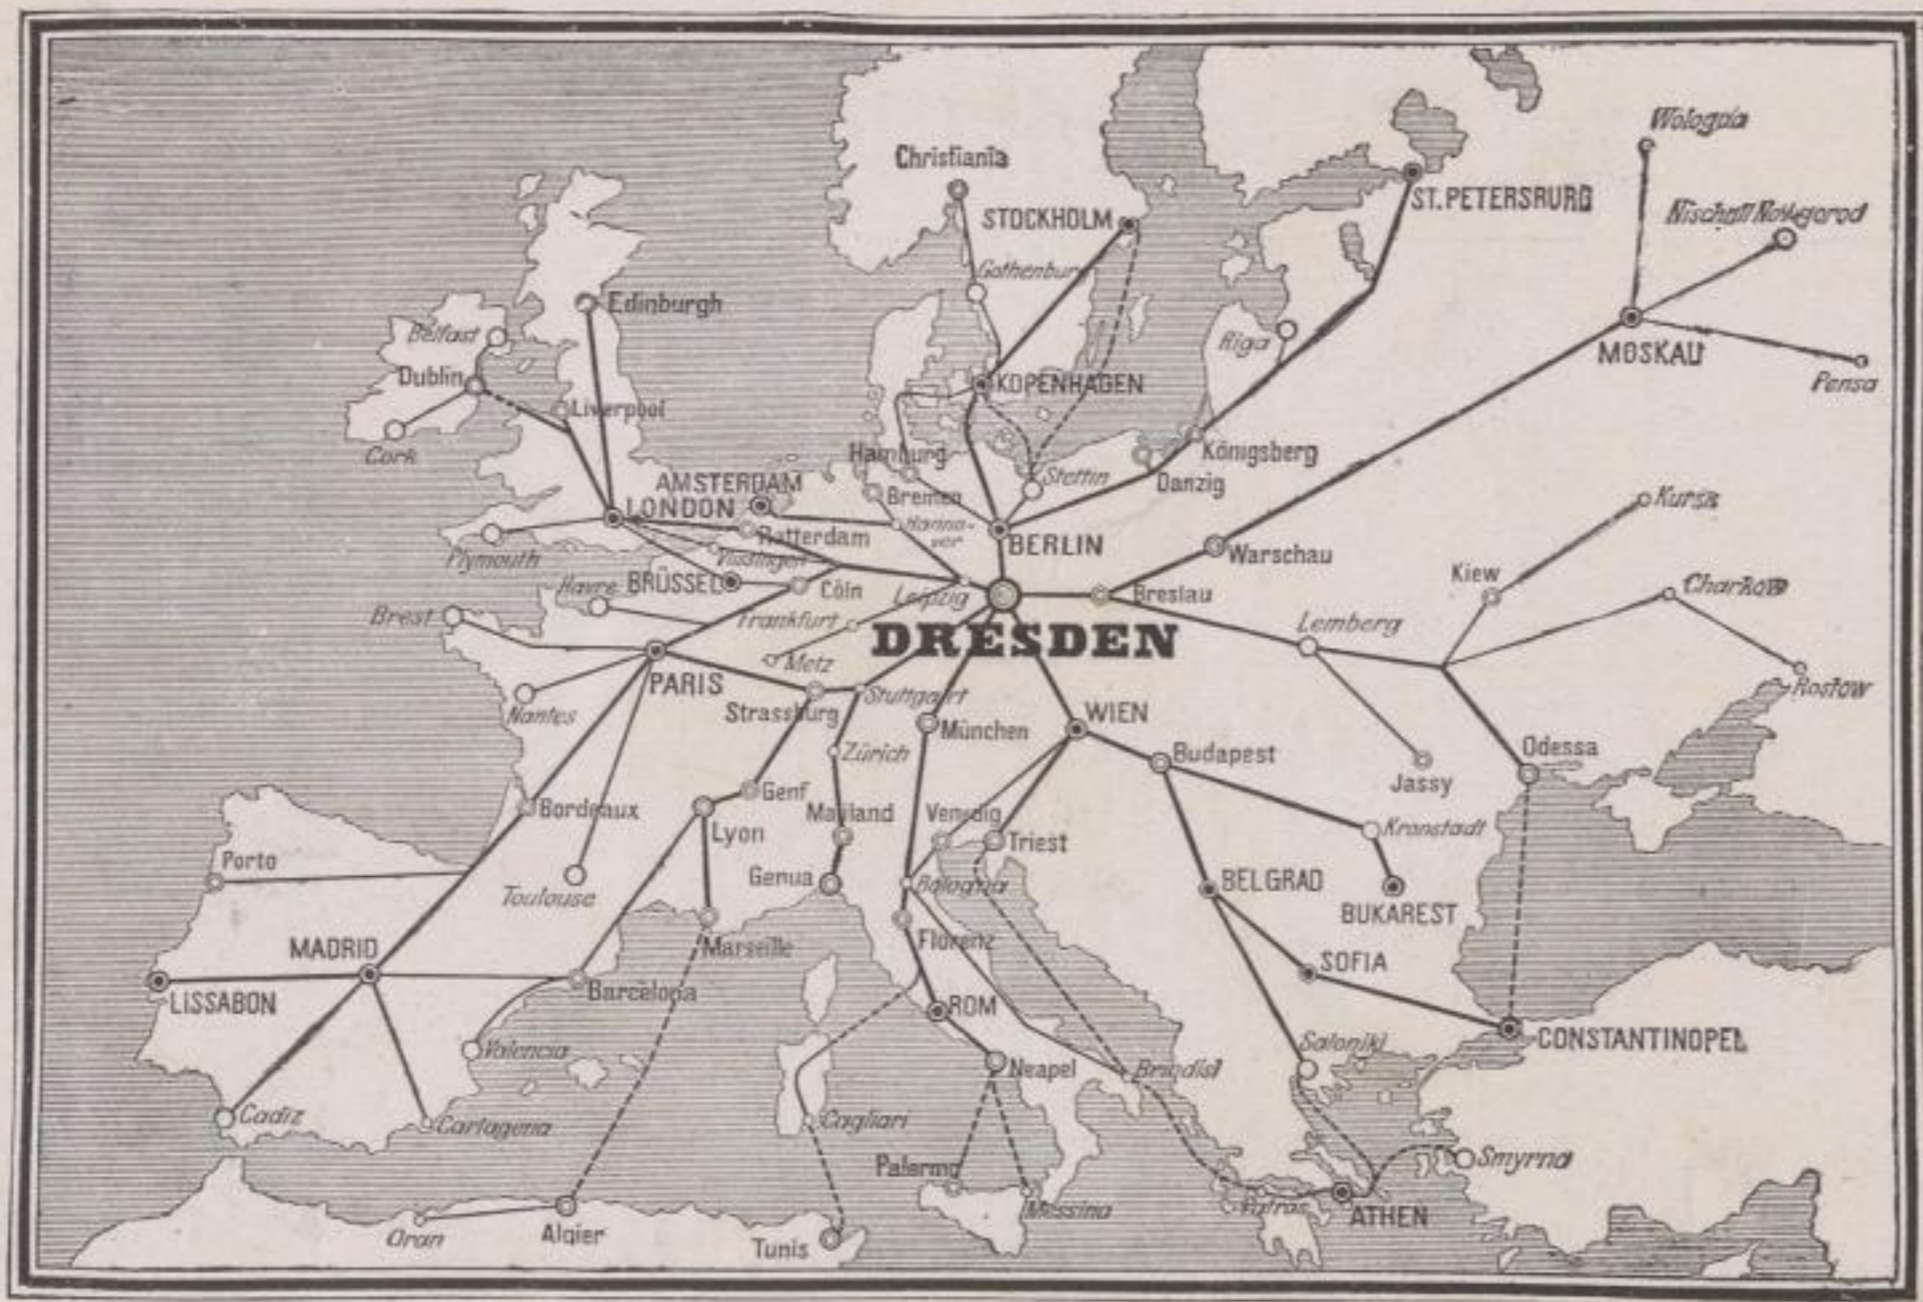 Wologda
Christiania
ST. PETERSBURG
STOCKHOLM
Nischnii Nowgorod
Gothenburg
Edinburgh
Belfast
Riga
MOSKAU
Dublin
KOPENHAGEN
Pensa
Liverpool
Cork
Hamburg
Königsberg
Stettin
Danzig
AMSTERDAM
Bremen
Kursk
LONDON
Hanno-
ver
Rotterdam
BERLIN
Warschau
Plymouth
Vlissingen
Kiew
Havre
BRÜSSEL
Cöln
Leipzig
Breslau
Charkow
Brest
Frankfurt
DRESDEN
Lemberg
Metz
PARIS
Stuttgart
Rostow
Nantes
Strassburg
München
WIEN
Zürich
Budapest
Odessa
Jassy
Genf
Bordeaux
Lyon
Mailand
Venedig
Triest
Kronstadt
Porto
Genua
Bologna
BELGRAD
Toulouse
BUKAREST
MADRID
Marseille
Florenz
SOFIA
LISSABON
Barcelona
ROM
CONSTANTINOPEL
Valencia
Neapel
Brindisi
Saloniki
Cadiz
Cartagena
Cagliari
Palermo
Smyrna
Messina
Patras
ATHEN
Oran
Algier
Tunis